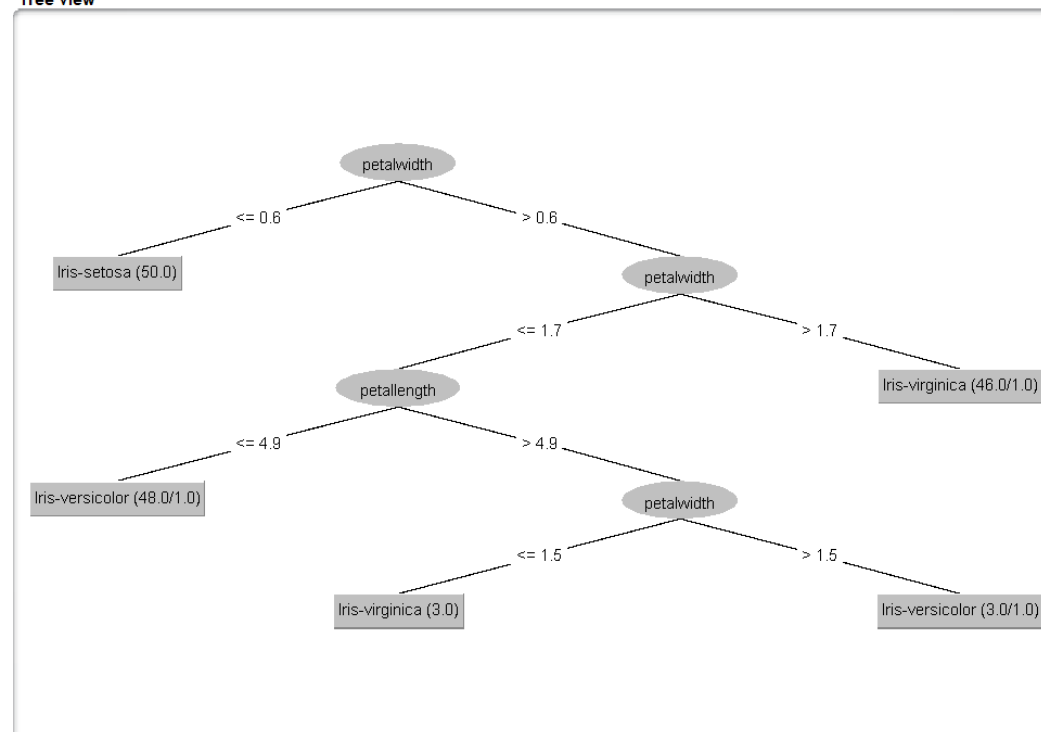 Tree View
petalwidth
<= 0.6
> 0.6
Iris-setosa (50.0)
petalwidth
<= 1.7
> 1.7
petallength
Iris-virginica (46.0/1.0)
<= 4.9
> 4.9
Iris-versicolor (48.0/1.0)
petalwidth
<= 1.5
> 1.5
Iris-virginica (3.0)
Iris-versicolor (3.0/1.0)